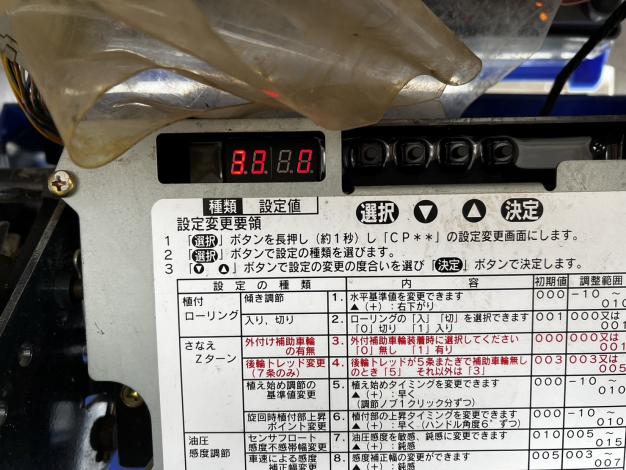 種類 設定値
選択 ▼ ▲ 決定
設定変更要領
1 「選択」ボタンを長押し(約1秒)し「CP**」の設定変更画面にします。
2 「選択」ボタンで設定の種類を選びます。
3 「▼、▲」ボタンで設定の変更の度合いを選び「決定」ボタンで決定します。
設定の種類 内容 初期値 調整範囲
植付ローリング 傾き調節 1. 水平基準値を変更できます 000 -10 ~
▲(+):右下がり 010
入り、切り 2. ローリングの「入」「切」を選択できます 001 000又は
「0」切り 「1」入り 001
さなえZターン 外付け補助車輪の有無 3. 外付補助車輪装着時に選択してください 000 000又は
「0」無し 「1」有り 001
後輪トレッド変更(7条のみ) 4. 後輪トレッドが5条またぎで補助車輪無し 003 003又は
のとき「5」 それ以外は「3」 005
植え始め調節の基準値変更 5. 植え始めタイミングを変更できます 000 -10 ~
▲(+):早く 010
(調節ノブ1クリック分ずつ)
旋回時植付部上昇ポイント変更 6. 植付部の上昇タイミングを変更できます 000 -10 ~
▲(+):早く(ハンドル角度6°ずつ) 010
油圧感度調節 センサフロート感度不感帯幅変更 7. 油圧感度を敏感、鈍感に変更できます 010 005 ~
▲(+):鈍感 015
車速による感度補正幅変更 8. 感度補正幅の変更ができます 005 003 ~
▲(+):鈍感 007